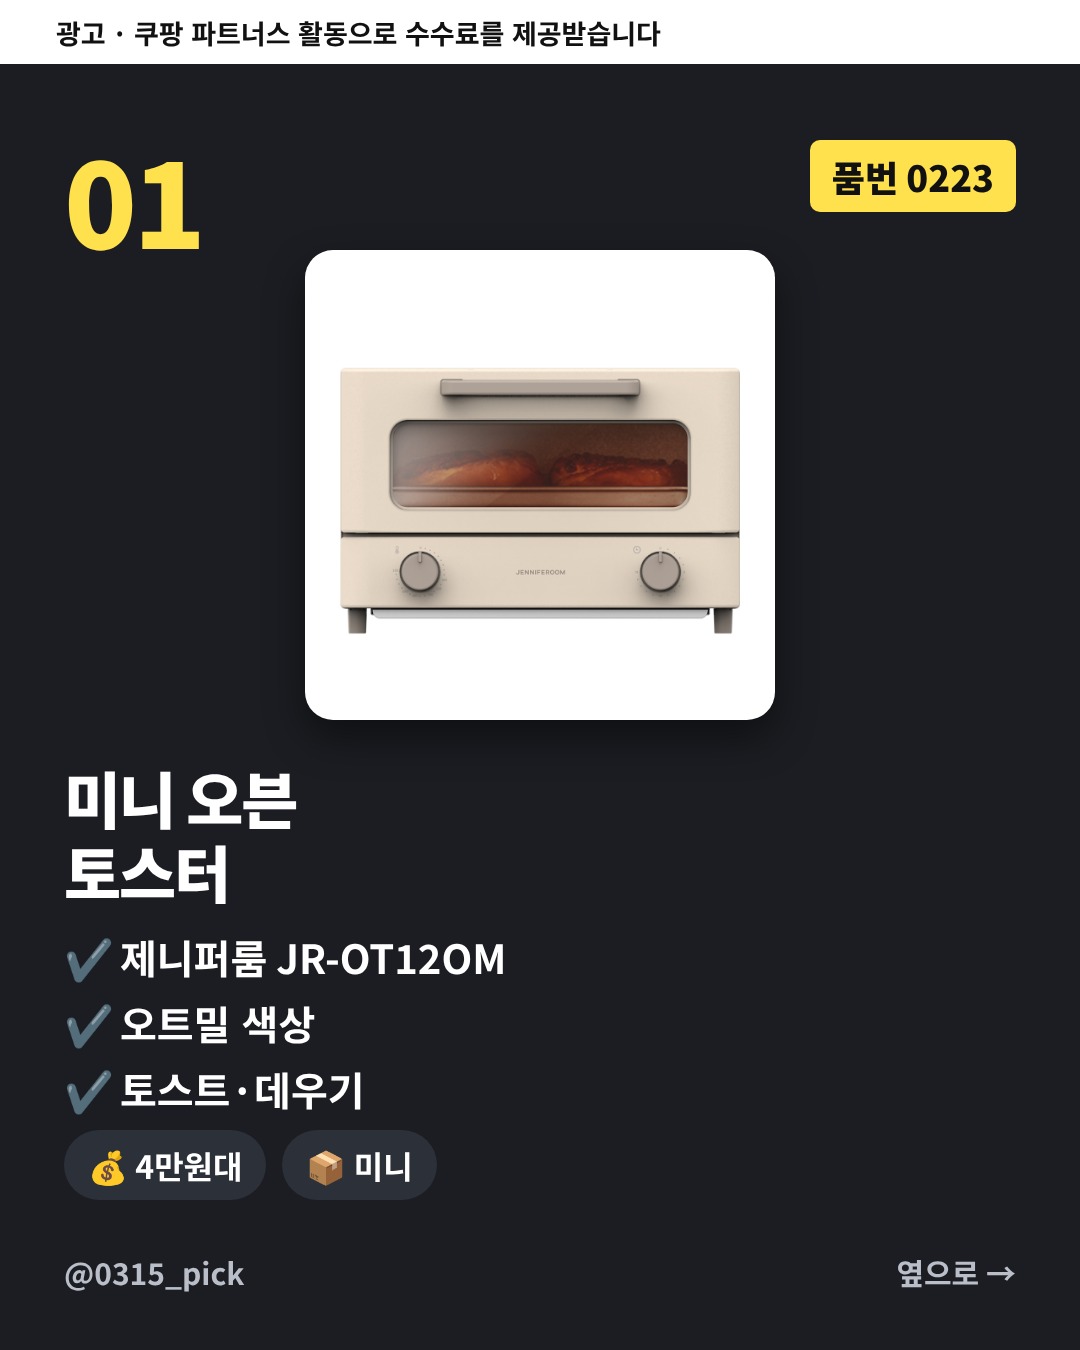 광고 · 쿠팡 파트너스 활동으로 수수료를 제공받습니다
01
품번 0223
JENNIFEROOM
미니 오븐
토스터
✔ 제니퍼룸 JR-OT12OM
✔ 오트밀 색상
✔ 토스트·데우기
💰 4만원대
📦 미니
@0315_pick
옆으로 →